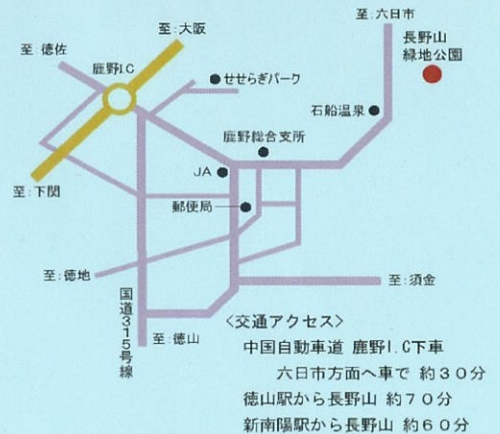 至:六日市
至:大阪
長野山
緑地公園
至:徳佐
鹿野I.C
せせらぎパーク
石船温泉
鹿野総合支所
JA
至:下関
郵便局
至:徳地
至:須金
国道315号線
至:徳山
〈交通アクセス〉
中国自動車道 鹿野I.C下車
六日市方面へ車で 約30分
徳山駅から長野山 約70分
新南陽駅から長野山 約60分